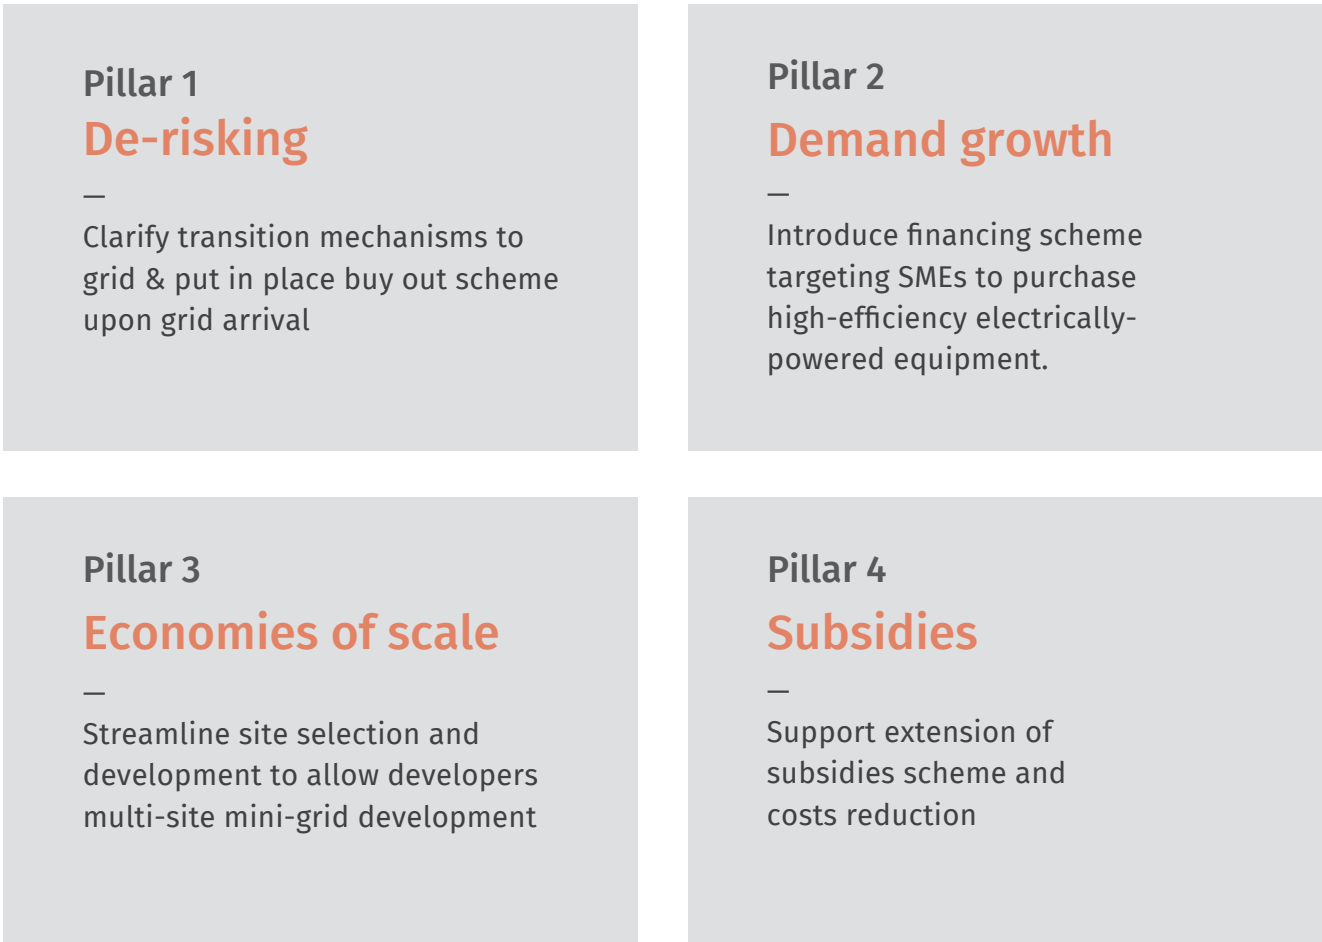 Pillar 1
De-risking
—
Clarify transition mechanisms to
grid & put in place buy out scheme
upon grid arrival
Pillar 2
Demand growth
—
Introduce financing scheme
targeting SMEs to purchase
high-efficiency electrically-
powered equipment.
Pillar 3
Economies of scale
—
Streamline site selection and
development to allow developers
multi-site mini-grid development
Pillar 4
Subsidies
—
Support extension of
subsidies scheme and
costs reduction